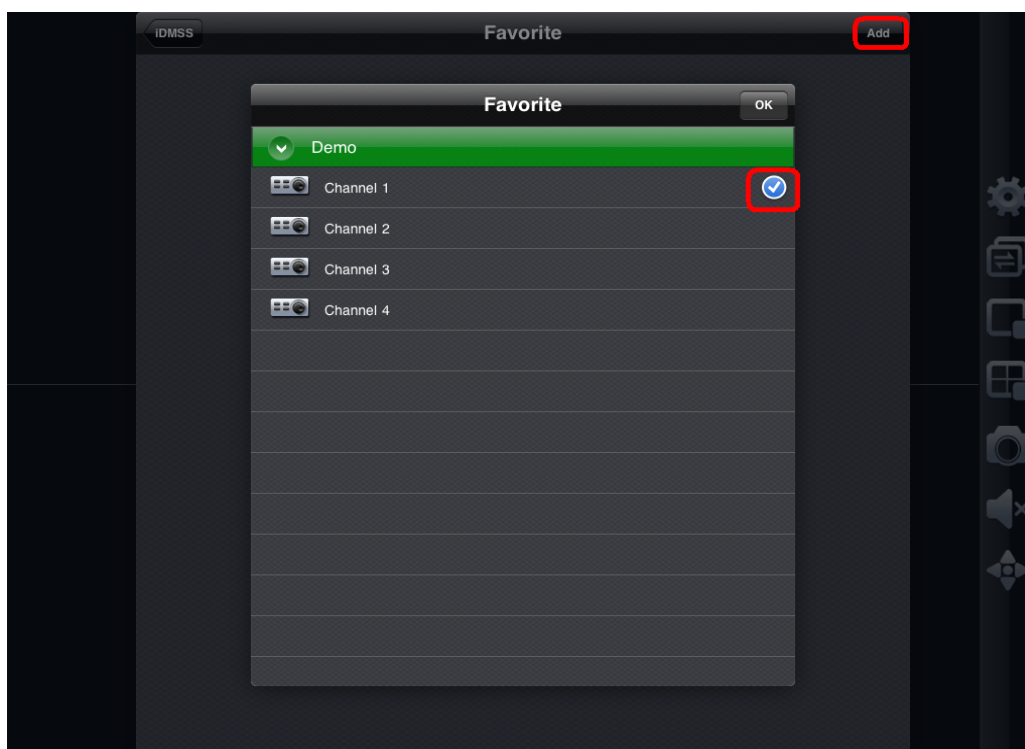 iDMSS Favorite Add
Favorite OK
Demo
Channel 1
Channel 2
Channel 3
Channel 4